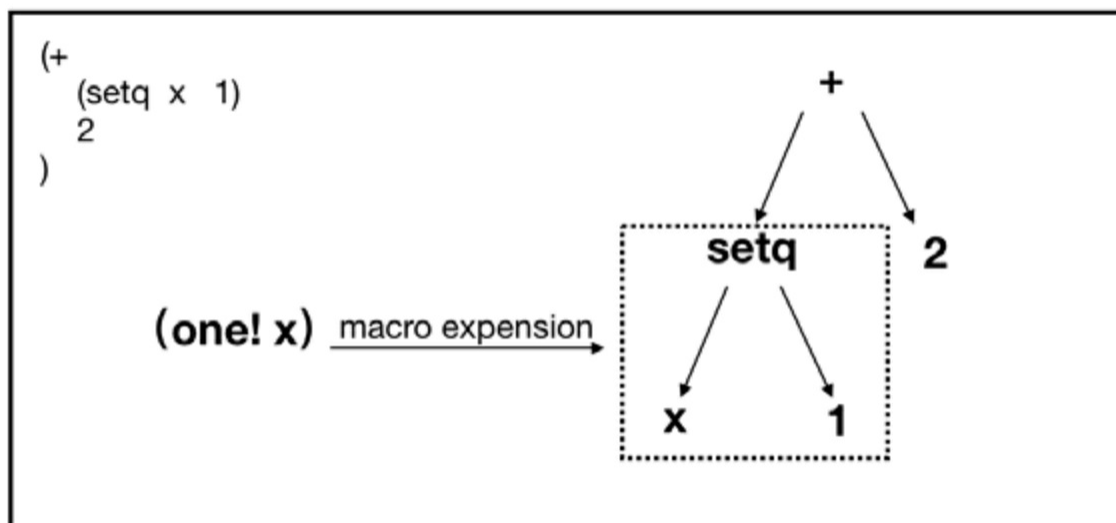 (+
(setq x 1)
2
)
+
setq
2
(one! x)
macro expension
x
1